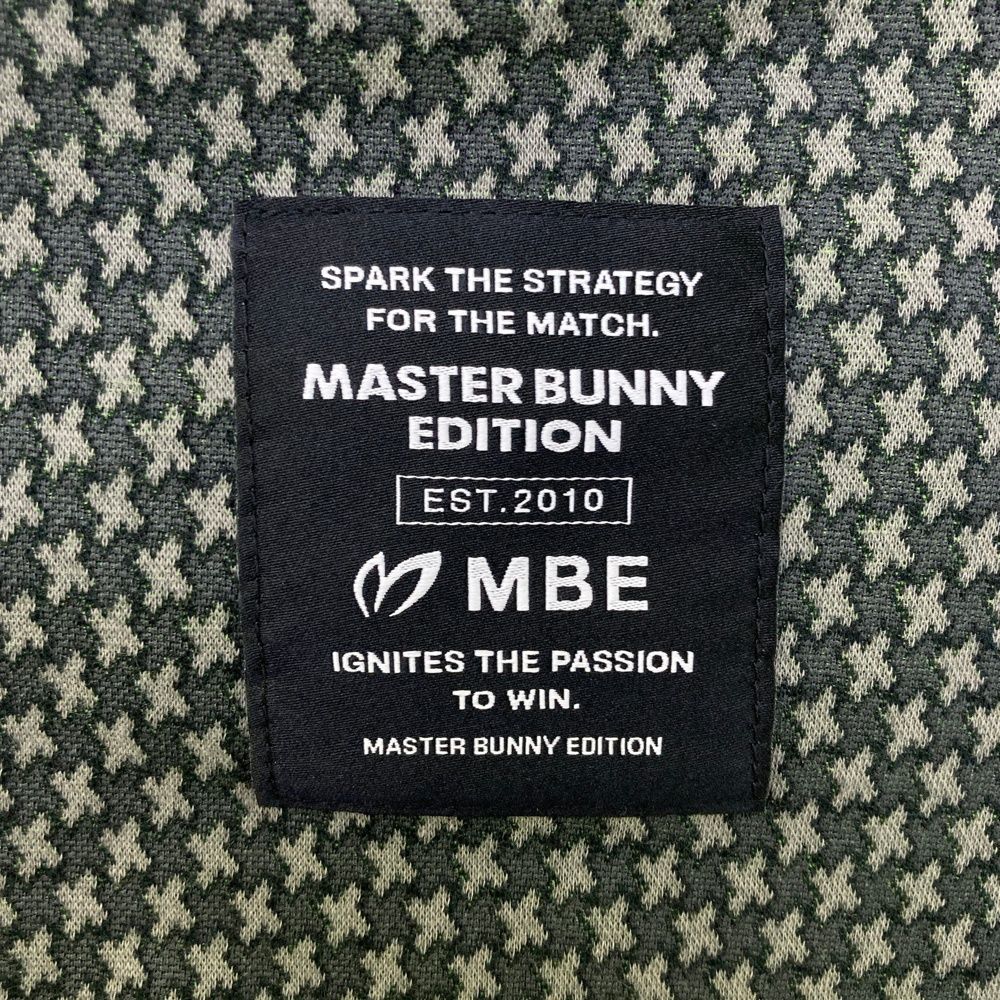 SPARK THE STRATEGY
FOR THE MATCH.
MASTER BUNNY
EDITION
EST.2010
MBE
IGNITES THE PASSION
TO WIN.
MASTER BUNNY EDITION